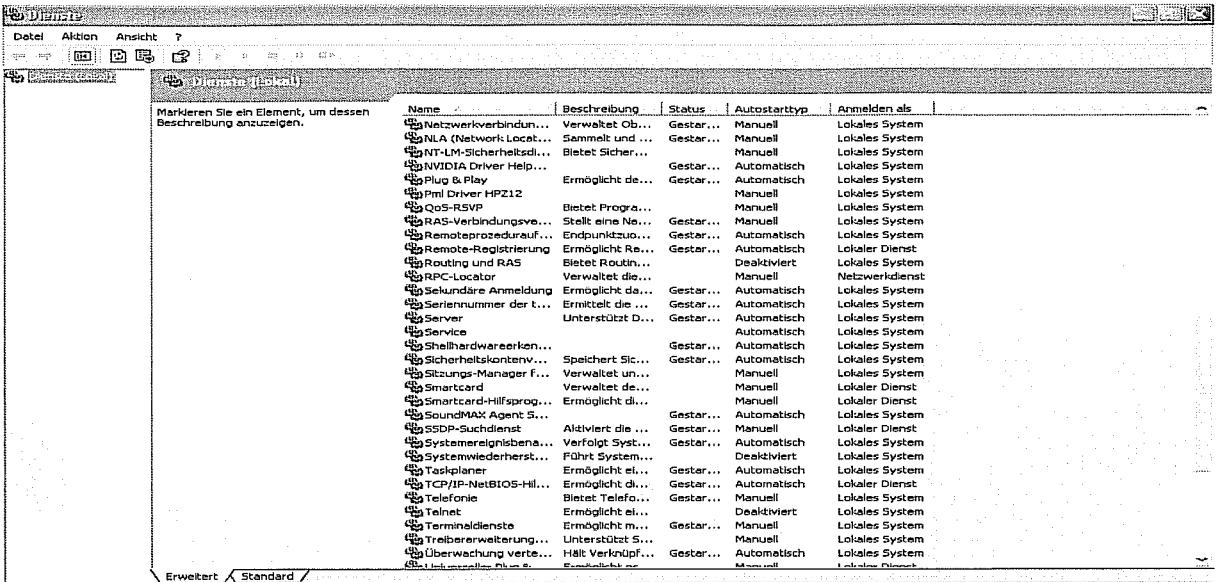 Dienste
Datei Aktion Ansicht ?
Dienste (Lokal)
Dienste (Lokal)
Markieren Sie ein Element, um dessen
Beschreibung anzuzeigen.
Name Beschreibung Status Autostarttyp Anmelden als
Netzwerkverbindun... Verwaltet Ob... Gestar... Manuell Lokales System
NLA (Network Locat... Sammelt und ... Gestar... Manuell Lokales System
NT-LM-Sicherheitsdi... Bietet Sicher... Manuell Lokales System
NVIDIA Driver Help... Gestar... Automatisch Lokales System
Plug & Play Ermöglicht de... Gestar... Automatisch Lokales System
Pml Driver HPZ12 Manuell Lokales System
QoS-RSVP Bietet Progra... Manuell Lokales System
RAS-Verbindungsve... Stellt eine Ne... Gestar... Manuell Lokales System
Remoteprozedurauf... Endpunktzuo... Gestar... Automatisch Lokales System
Remote-Registrierung Ermöglicht Re... Gestar... Automatisch Lokaler Dienst
Routing und RAS Bietet Routin... Deaktiviert Lokales System
RPC-Locator Verwaltet die... Manuell Netzwerkdienst
Sekundäre Anmeldung Ermöglicht da... Gestar... Automatisch Lokales System
Seriennummer der t... Ermittelt die ... Gestar... Automatisch Lokales System
Server Unterstützt D... Gestar... Automatisch Lokales System
Service Automatisch Lokales System
Shellhardwareerken... Gestar... Automatisch Lokales System
Sicherheitskontenv... Speichert Sic... Gestar... Automatisch Lokales System
Sitzungs-Manager f... Verwaltet un... Manuell Lokales System
Smartcard Verwaltet de... Manuell Lokaler Dienst
Smartcard-Hilfsprog... Ermöglicht di... Manuell Lokaler Dienst
SoundMAX Agent S... Gestar... Automatisch Lokales System
SSDP-Suchdienst Aktiviert die ... Gestar... Manuell Lokaler Dienst
Systemereignisbena... Verfolgt Syst... Gestar... Automatisch Lokales System
Systemwiederherst... Führt System... Deaktiviert Lokales System
Taskplaner Ermöglicht ei... Gestar... Automatisch Lokales System
TCP/IP-NetBIOS-Hil... Ermöglicht di... Gestar... Automatisch Lokaler Dienst
Telefonie Bietet Telefo... Gestar... Manuell Lokales System
Telnet Ermöglicht ei... Deaktiviert Lokales System
Terminaldienste Ermöglicht m... Gestar... Manuell Lokales System
Treibererweiterung... Unterstützt S... Manuell Lokales System
Überwachung verte... Hält Verknüpf... Gestar... Automatisch Lokales System
Universeller Plug & Manuell Lokaler Dienst
Erweitert Standard